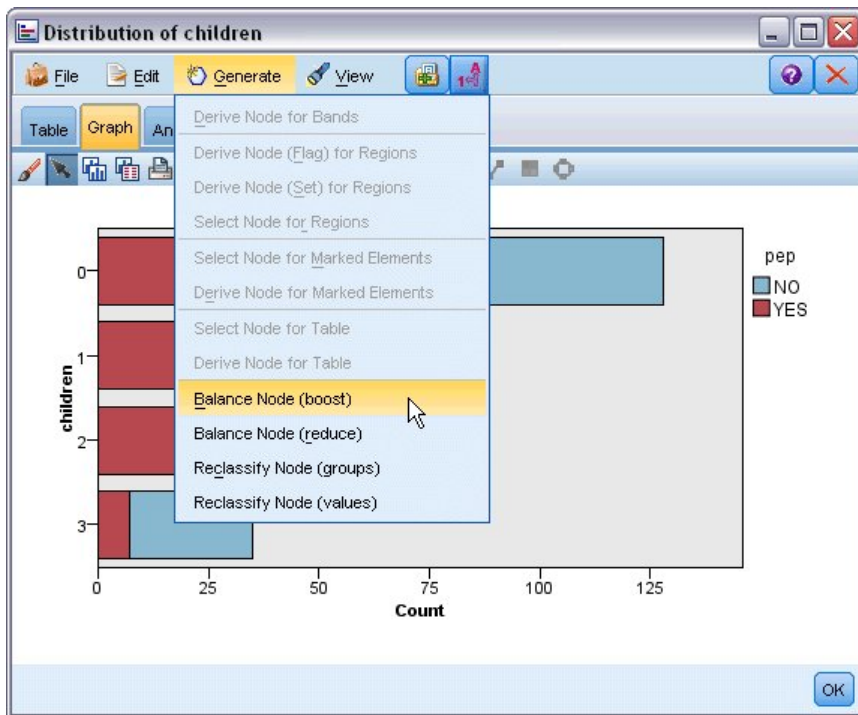 Distribution of children
File Edit Generate View
Table Graph An
Derive Node for Bands
Derive Node (Flag) for Regions
Derive Node (Set) for Regions
Select Node for Regions
Select Node for Marked Elements
Derive Node for Marked Elements
Select Node for Table
Derive Node for Table
Balance Node (boost)
Balance Node (reduce)
Reclassify Node (groups)
Reclassify Node (values)
children
0
1
2
3
0 25 50 75 100 125
Count
pep
NO
YES
OK